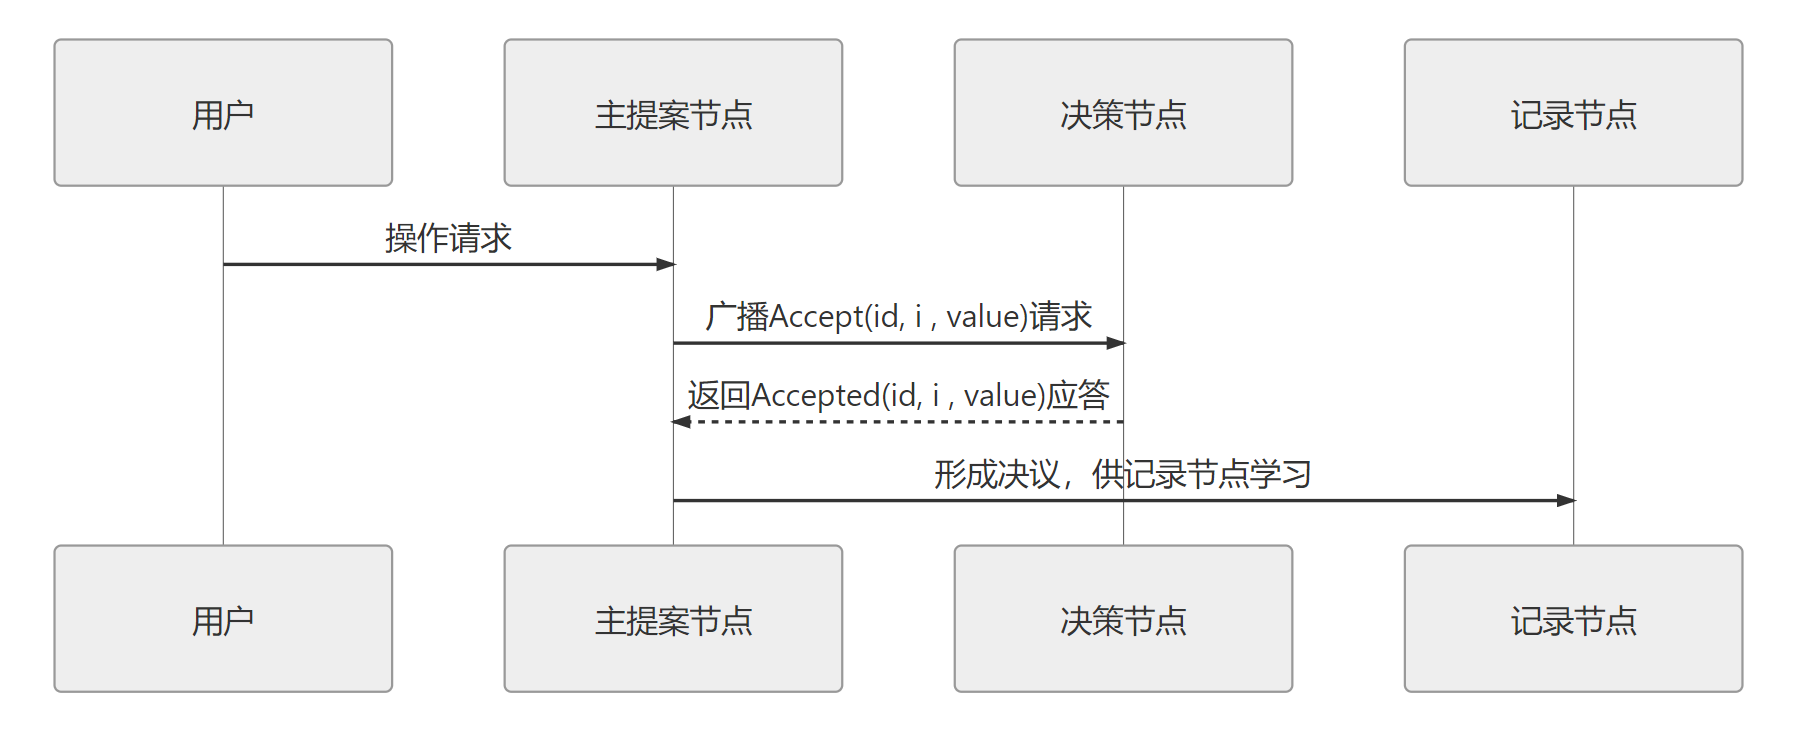 用户
主提案节点
决策节点
记录节点
操作请求
广播Accept(id, i , value)请求
返回Accepted(id, i , value)应答
形成决议，供记录节点学习
用户
主提案节点
决策节点
记录节点